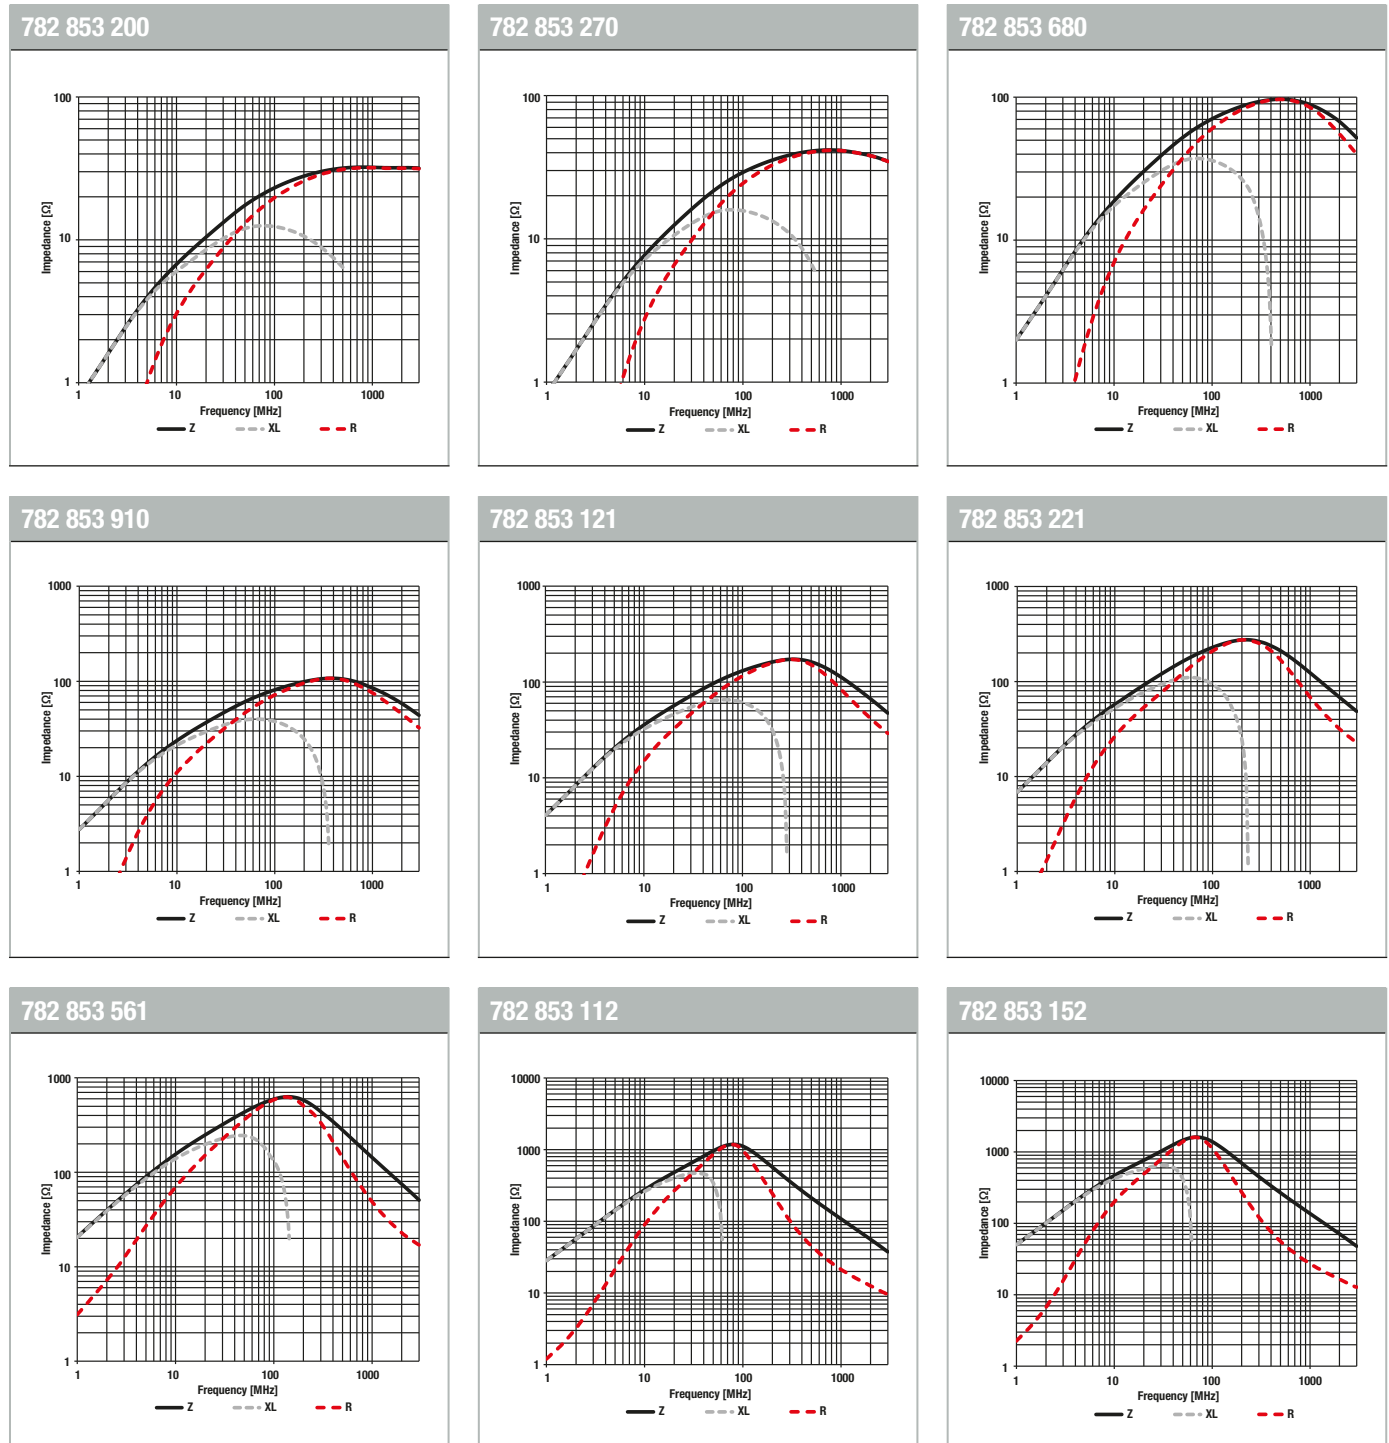 782 853 200
782 853 270
782 853 680
100
10
1
Impedance [Ω]
1
10
100
1000
Frequency [MHz]
Z
XL
R
100
10
1
Impedance [Ω]
1
10
100
1000
Frequency [MHz]
Z
XL
R
100
10
1
Impedance [Ω]
1
10
100
1000
Frequency [MHz]
Z
XL
R
782 853 910
782 853 121
782 853 221
1000
100
10
1
Impedance [Ω]
1
10
100
1000
Frequency [MHz]
Z
XL
R
1000
100
10
1
Impedance [Ω]
1
10
100
1000
Frequency [MHz]
Z
XL
R
1000
100
10
1
Impedance [Ω]
1
10
100
1000
Frequency [MHz]
Z
XL
R
782 853 561
782 853 112
782 853 152
1000
100
10
1
Impedance [Ω]
1
10
100
1000
Frequency [MHz]
Z
XL
R
10000
1000
100
10
1
Impedance [Ω]
1
10
100
1000
Frequency [MHz]
Z
XL
R
10000
1000
100
10
1
Impedance [Ω]
1
10
100
1000
Frequency [MHz]
Z
XL
R